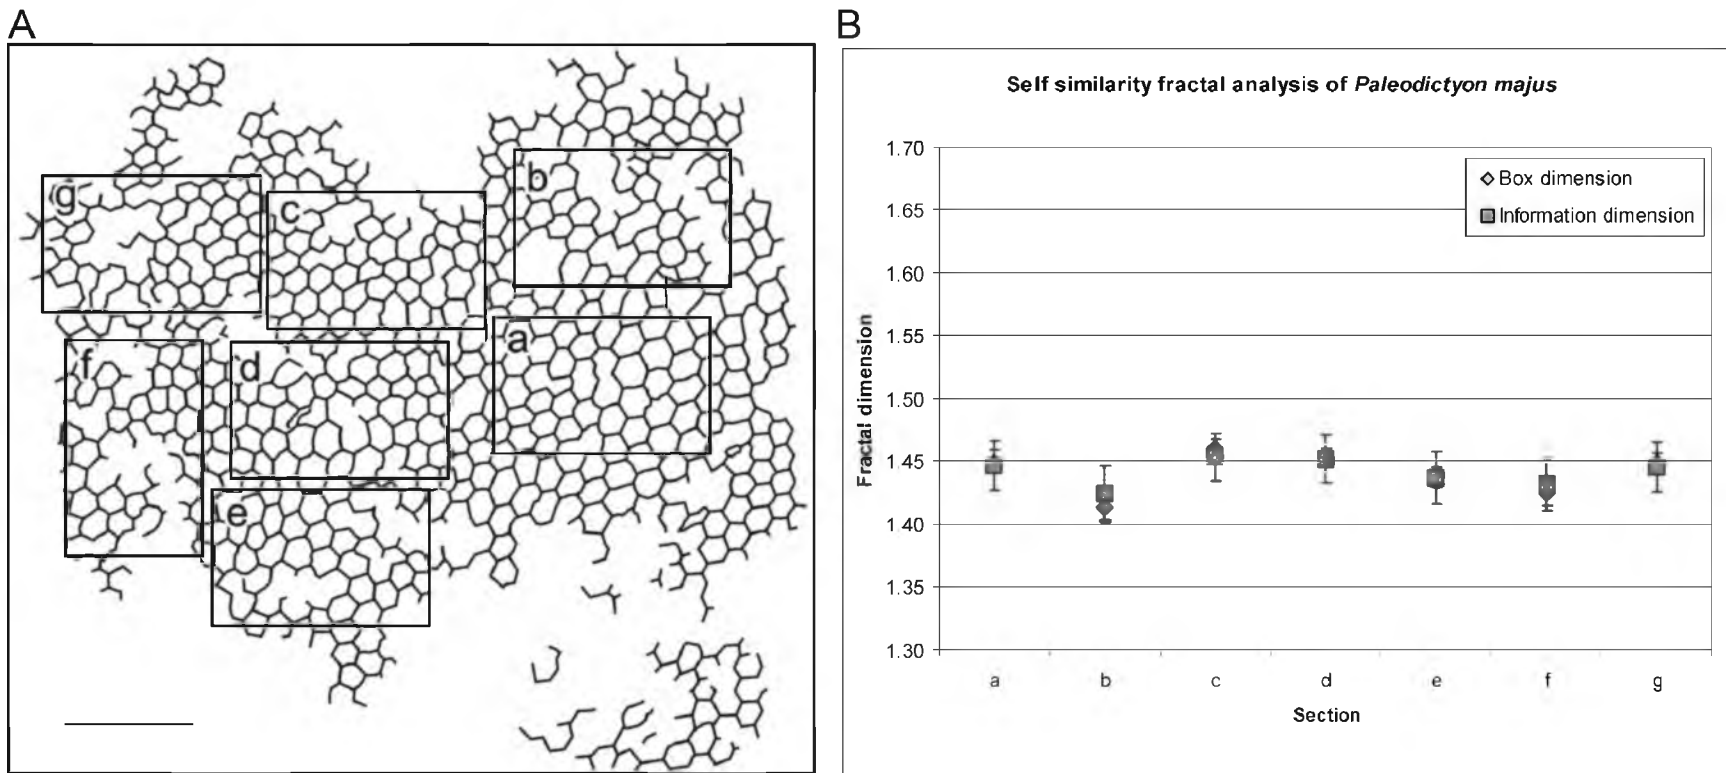 A
g
c
b
a
f
d
e
B
Self similarity fractal analysis of Paleodictyon majus
Box dimension
Information dimension
Fractal dimension
1.70
1.65
1.60
1.55
1.50
1.45
1.40
1.35
1.30
a b c d e f g
Section